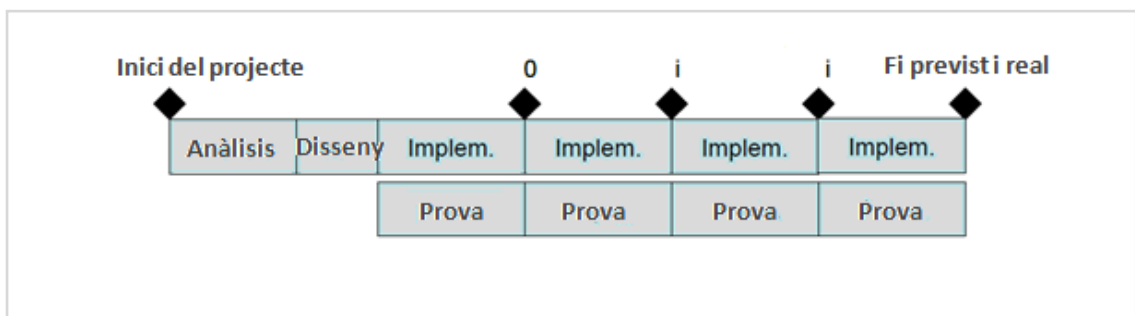 Inici del projecte 0 i i Fi previst i real
Anàlisis Disseny Implem. Implem. Implem. Implem.
Prova Prova Prova Prova